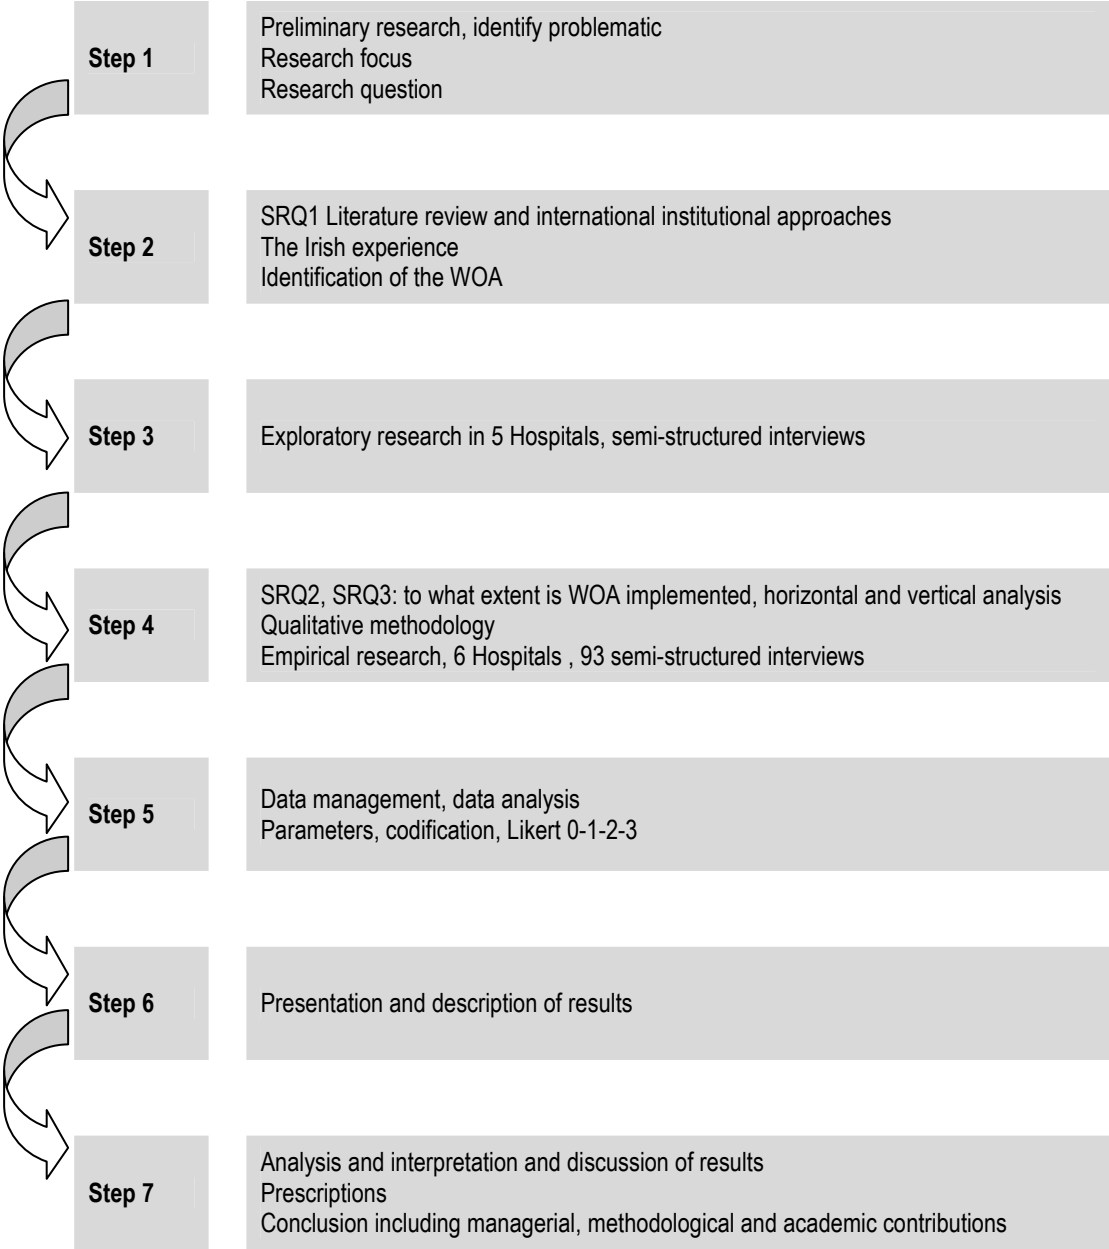 Step 1
Preliminary research, identify problematic
Research focus
Research question
Step 2
SRQ1 Literature review and international institutional approaches
The Irish experience
Identification of the WOA
Step 3
Exploratory research in 5 Hospitals, semi-structured interviews
Step 4
SRQ2, SRQ3: to what extent is WOA implemented, horizontal and vertical analysis
Qualitative methodology
Empirical research, 6 Hospitals , 93 semi-structured interviews
Step 5
Data management, data analysis
Parameters, codification, Likert 0-1-2-3
Step 6
Presentation and description of results
Step 7
Analysis and interpretation and discussion of results
Prescriptions
Conclusion including managerial, methodological and academic contributions